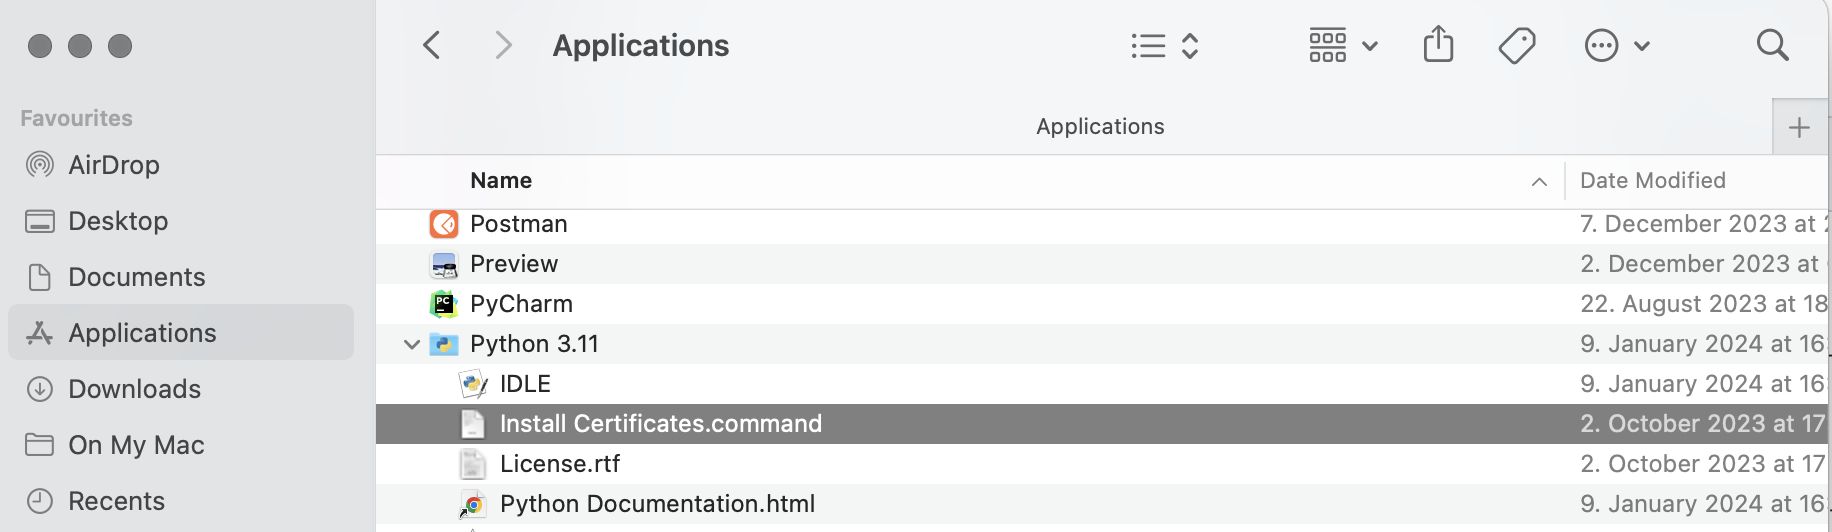 Applications
Favourites
AirDrop
Desktop
Documents
Applications
Downloads
On My Mac
Recents
Applications
Name Date Modified
Postman 7. December 2023 at
Preview 2. December 2023 at
PyCharm 22. August 2023 at 18
Python 3.11 9. January 2024 at 16
IDLE 9. January 2024 at 16
Install Certificates.command 2. October 2023 at 17
License.rtf 2. October 2023 at 17
Python Documentation.html 9. January 2024 at 16